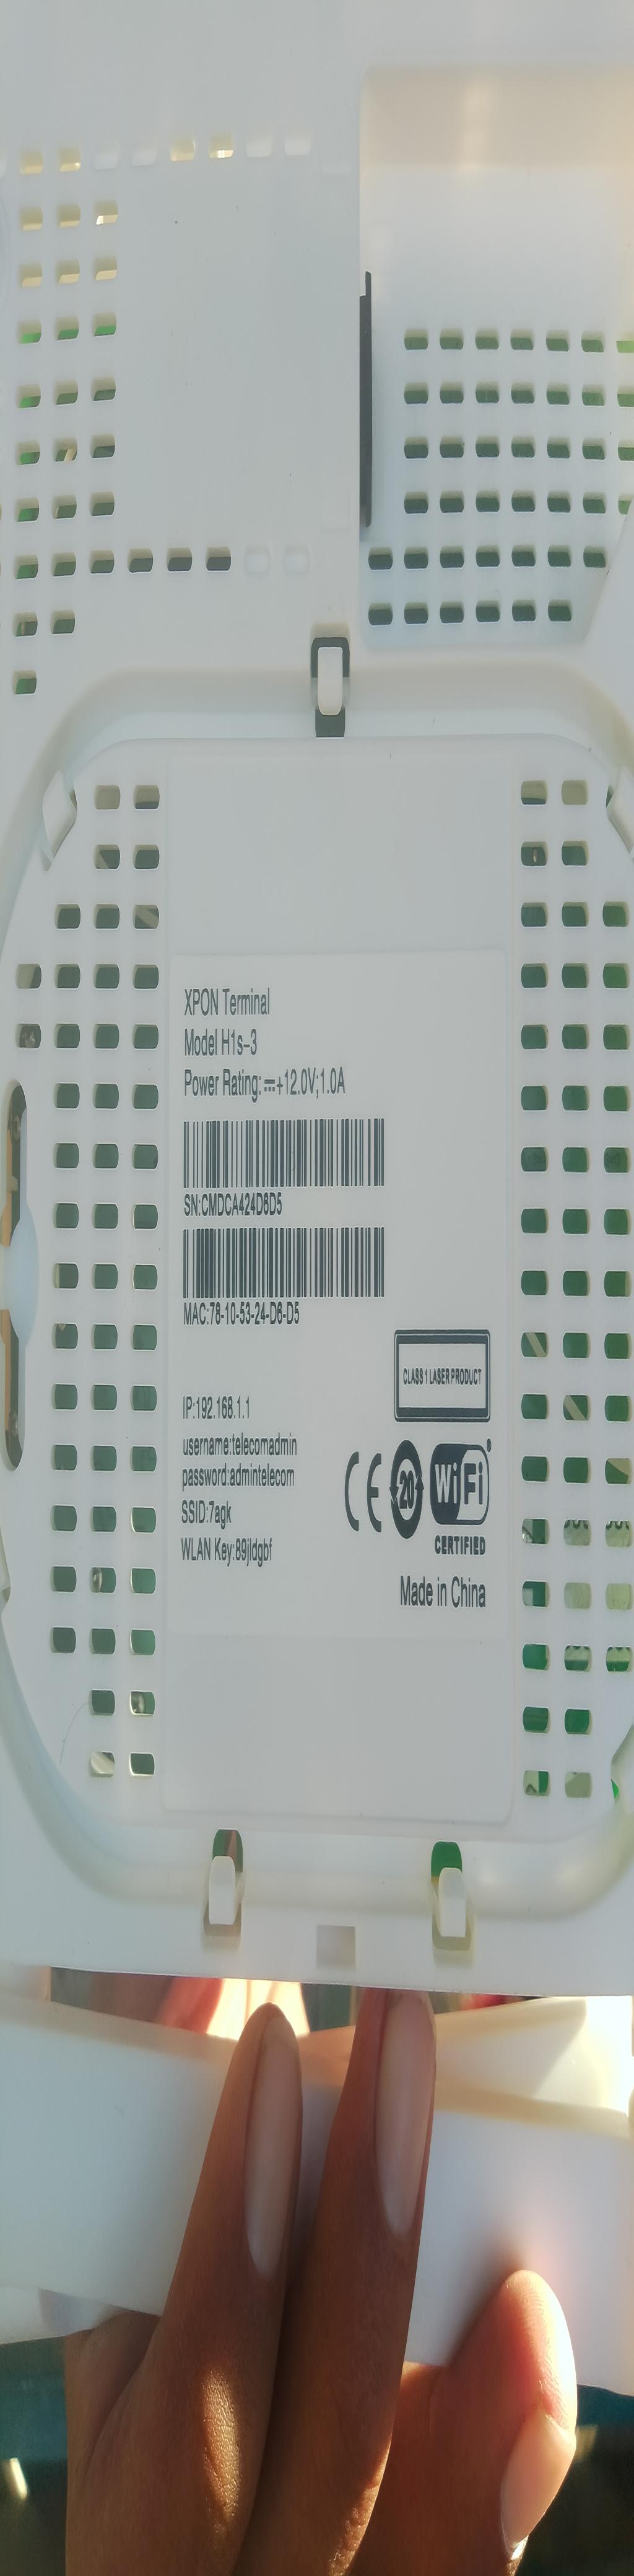 XPON Terminal
Model H1s-3
Power Rating: ⎓+12.0V;1.0A
SN:CMDCA424D8D5
MAC:78-10-53-24-D8-D5
CLASS 1 LASER PRODUCT
IP:192.168.1.1
username:telecomadmin
password:admintelecom
SSID:7agk
WLAN Key:89jldgbf
CE 20 WiFi
CERTIFIED
Made in China